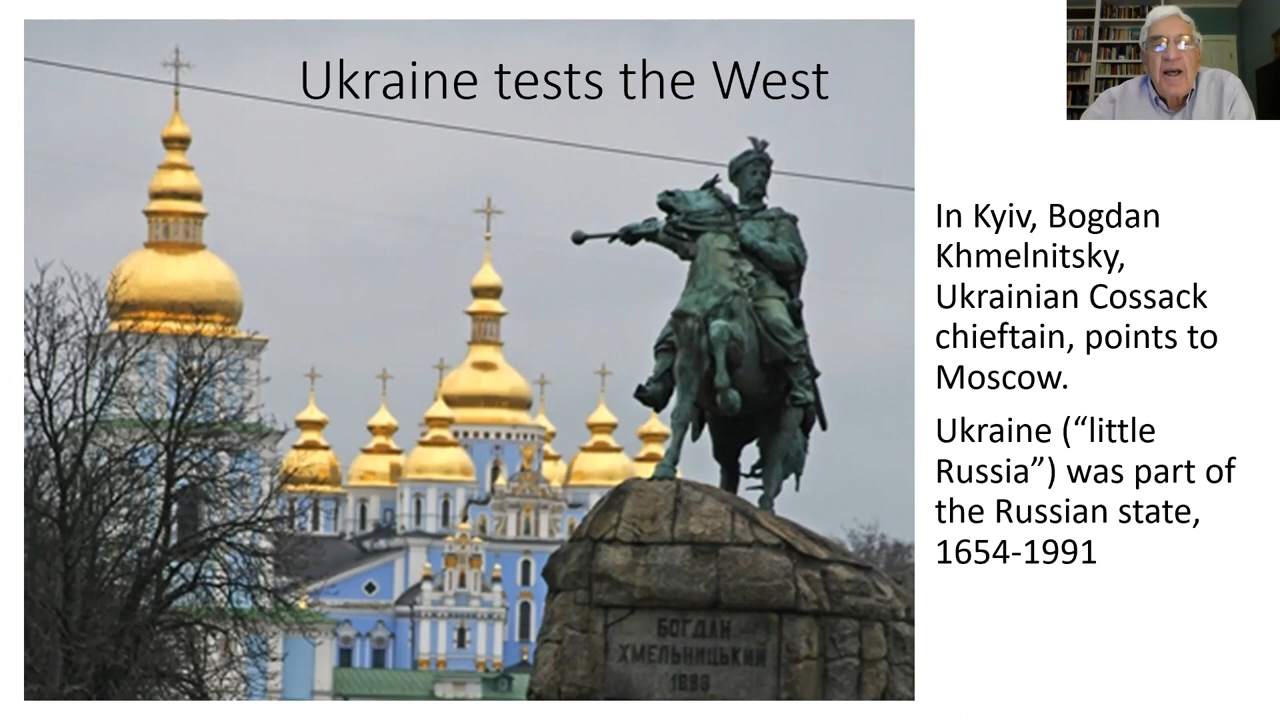 Ukraine tests the West
In Kyiv, Bogdan
Khmelnitsky,
Ukrainian Cossack
chieftain, points to
Moscow.
Ukraine (“little
Russia”) was part of
the Russian state,
1654-1991
БОГДАН
ХМЕЛЬНИЦЬКИЙ
1888